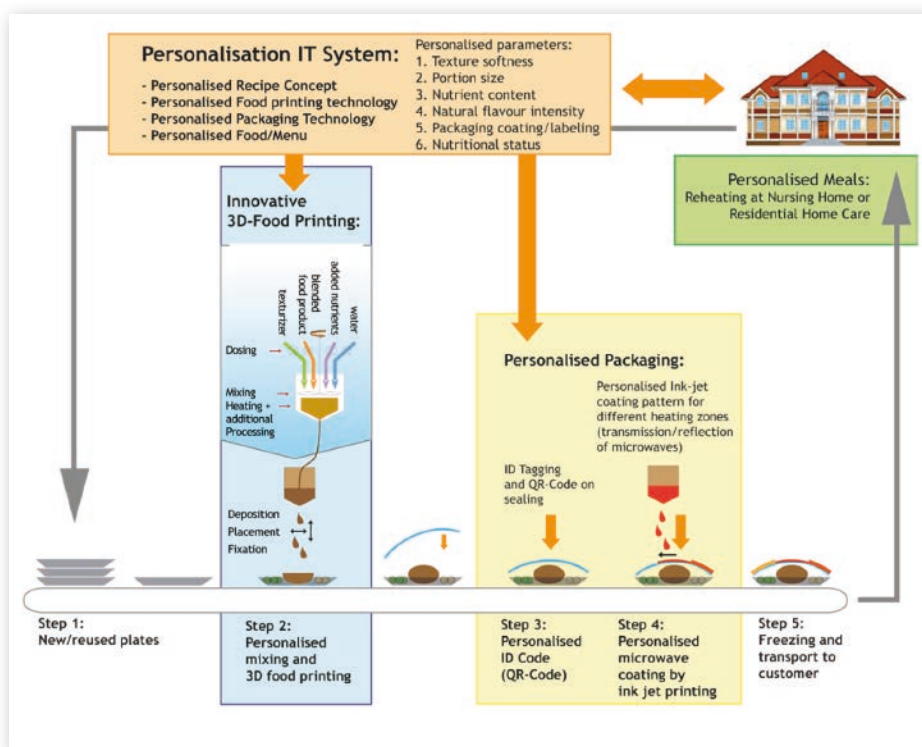 Personalisation IT System:
- Personalised Recipe Concept
- Personalised Food printing technology
- Personalised Packaging Technology
- Personalised Food/Menu
Personalised parameters:
1. Texture softness
2. Portion size
3. Nutrient content
4. Natural flavour intensity
5. Packaging coating/labeling
6. Nutritional status
Personalised Meals:
Reheating at Nursing Home or
Residential Home Care
Innovative
3D-Food Printing:
texturizer
blended
food product
added nutrients
water
Dosing
Mixing
Heating +
additional
Processing
Deposition
Placement
Fixation
Personalised Packaging:
Personalised Ink-jet
coating pattern for
different heating zones
(transmission/reflection
of microwaves)
ID Tagging
and QR-Code on
sealing
Step 1:
New/reused plates
Step 2:
Personalised
mixing and
3D food printing
Step 3:
Personalised
ID Code
(QR-Code)
Step 4:
Personalised
microwave
coating by
ink jet printing
Step 5:
Freezing and
transport to
customer